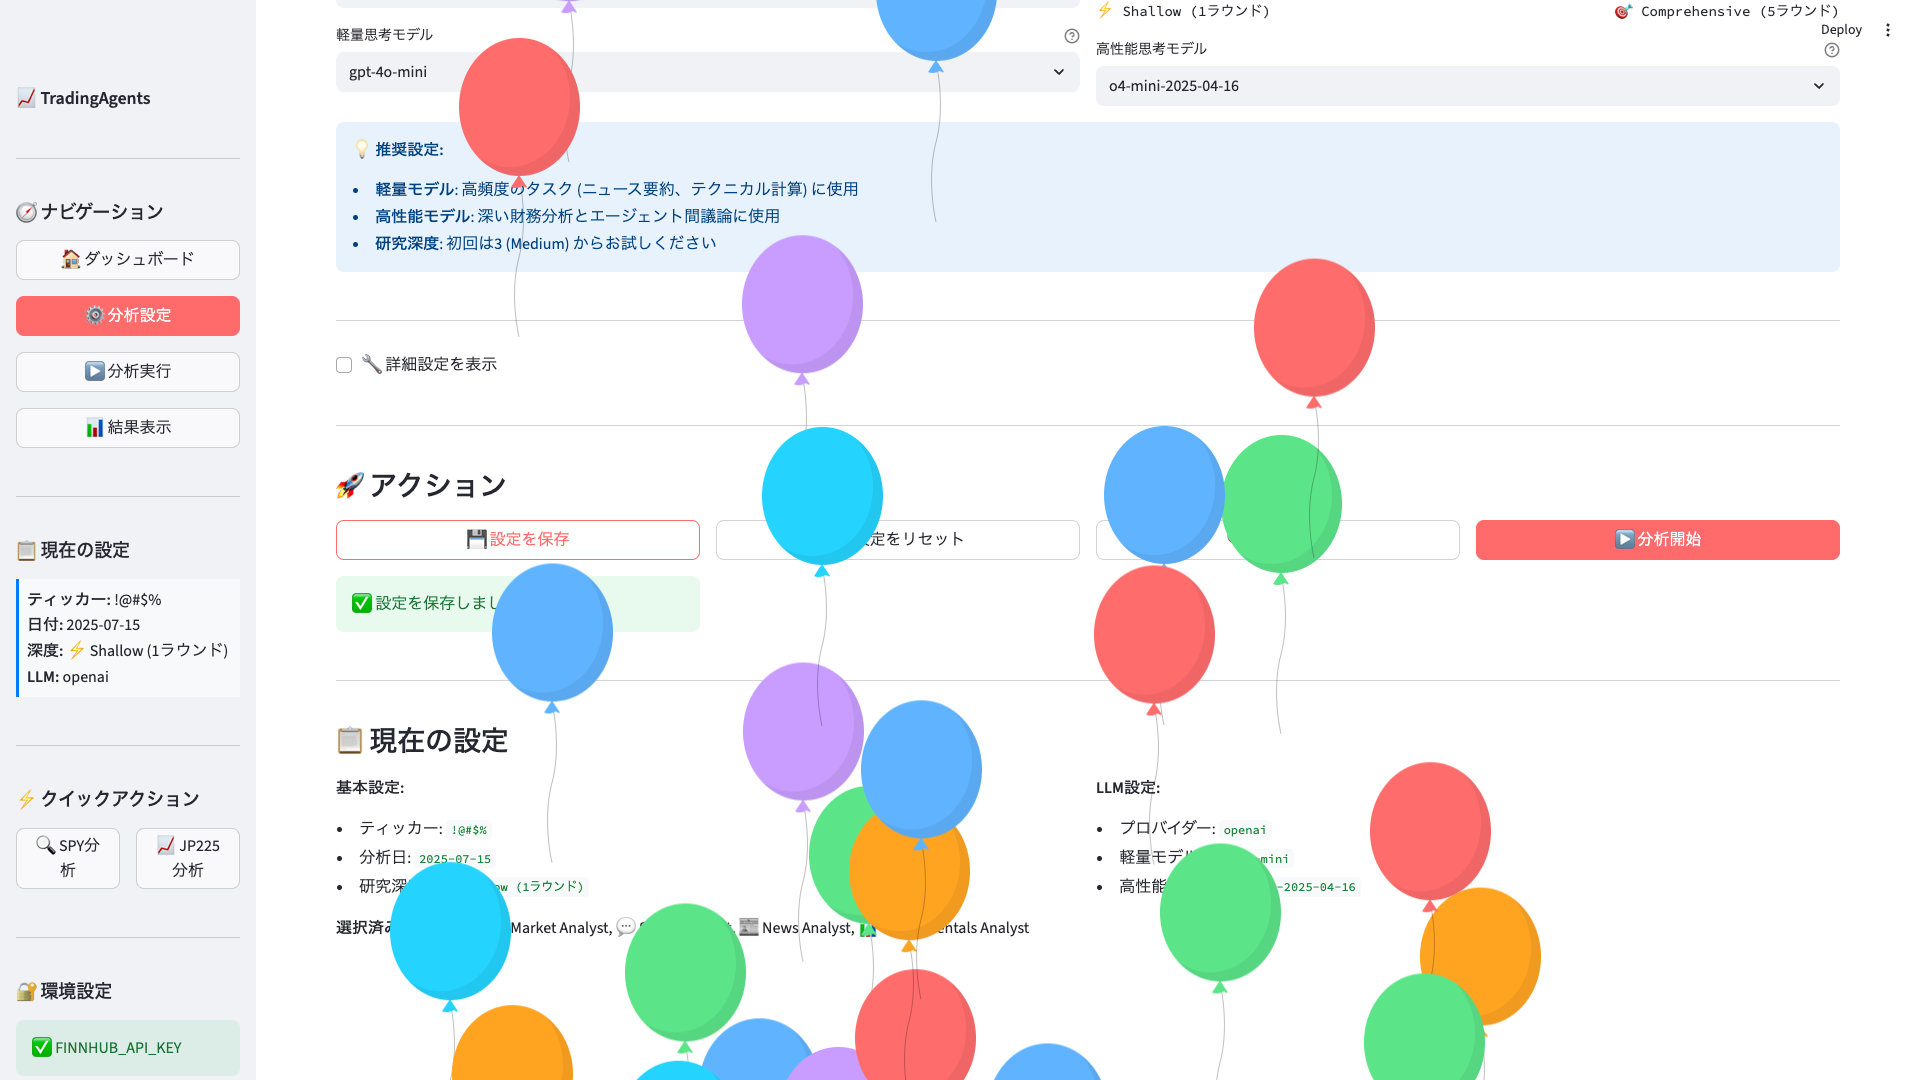 TradingAgents
ナビゲーション
ダッシュボード
分析設定
分析実行
結果表示
現在の設定
ティッカー: !@#$%
日付: 2025-07-15
深度: ⚡ Shallow (1ラウンド)
LLM: openai
クイックアクション
SPY分析
JP225分析
環境設定
FINNHUB_API_KEY
Deploy
⚡ Shallow (1ラウンド)
Comprehensive (5ラウンド)
軽量思考モデル
gpt-4o-mini
高性能思考モデル
o4-mini-2025-04-16
推奨設定:
軽量モデル: 高頻度のタスク (ニュース要約、テクニカル計算) に使用
高性能モデル: 深い財務分析とエージェント間議論に使用
研究深度: 初回は3 (Medium) からお試しください
詳細設定を表示
アクション
設定を保存
定をリセット
分析開始
設定を保存しまし
現在の設定
基本設定:
ティッカー: !@#$%
分析日: 2025-07-15
研究深 ow (1ラウンド)
選択済 Market Analyst, News Analyst, entals Analyst
LLM設定:
プロバイダー: openai
軽量モデ mini
高性能 -2025-04-16